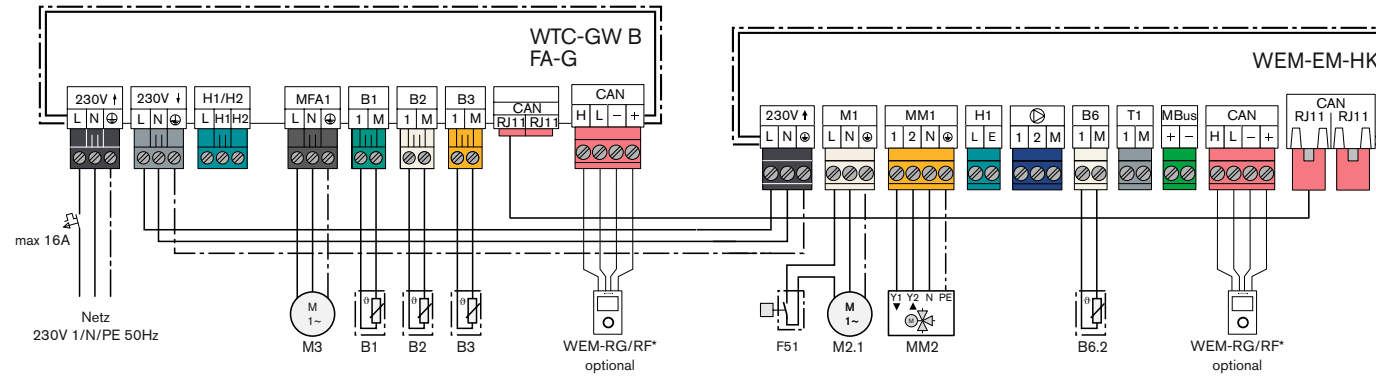 WTC-GW B
FA-G
WEM-EM-HK
230V ↑ 230V ↓ H1/H2 MFA1 B1 B2 B3 CAN CAN
L N L N L H1 H2 L N 1 M 1 M 1 M RJ11 RJ11 H L - +
230V ↑ M1 MM1 H1 B6 T1 MBus CAN CAN
L N L N 1 2 N L E 1 2 M 1 M 1 M + - H L - + RJ11 RJ11
max 16A
Netz
230V 1/N/PE 50Hz
M
1~
M3
ϑ
B1
ϑ
B2
ϑ
B3
WEM-RG/RF*
optional
F51
M
1~
M2.1
Y1 Y2 N PE
M
MM2
ϑ
B6.2
WEM-RG/RF*
optional